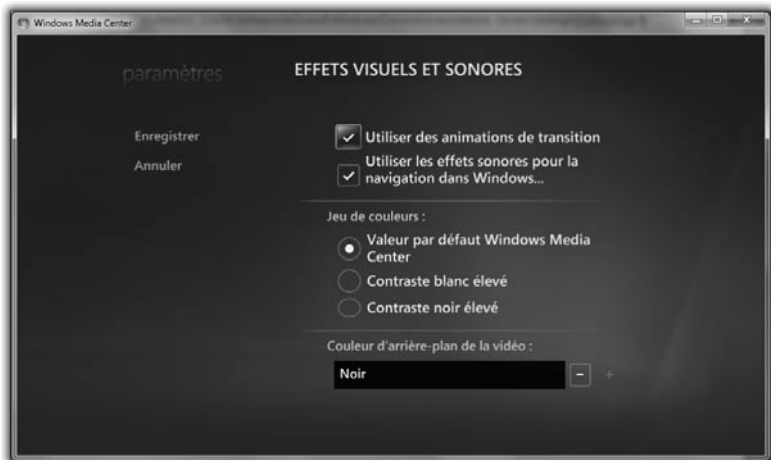 Windows Media Center
paramètres
EFFETS VISUELS ET SONORES
Enregistrer
Annuler
Utiliser des animations de transition
Utiliser les effets sonores pour la
navigation dans Windows...
Jeu de couleurs :
Valeur par défaut Windows Media
Center
Contraste blanc élevé
Contraste noir élevé
Couleur d'arrière-plan de la vidéo :
Noir